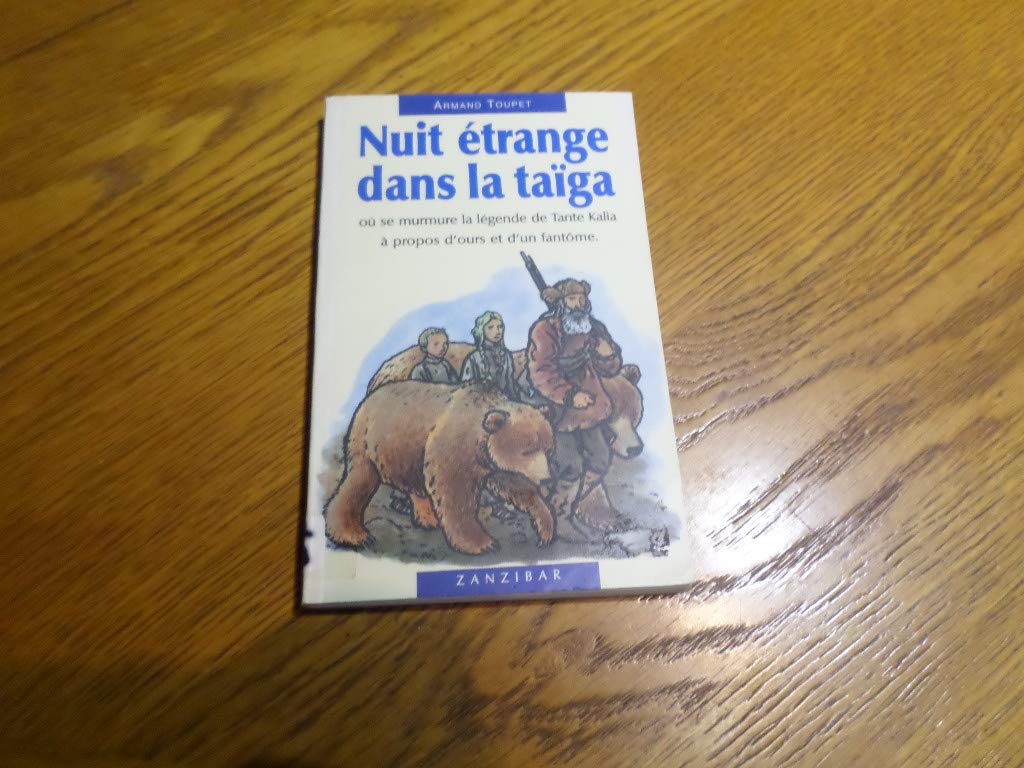 ARMAND TOUPET
Nuit étrange
dans la taïga
où se murmure la légende de Tante Kalia
à propos d'ours et d'un fantôme.
ZANZIBAR